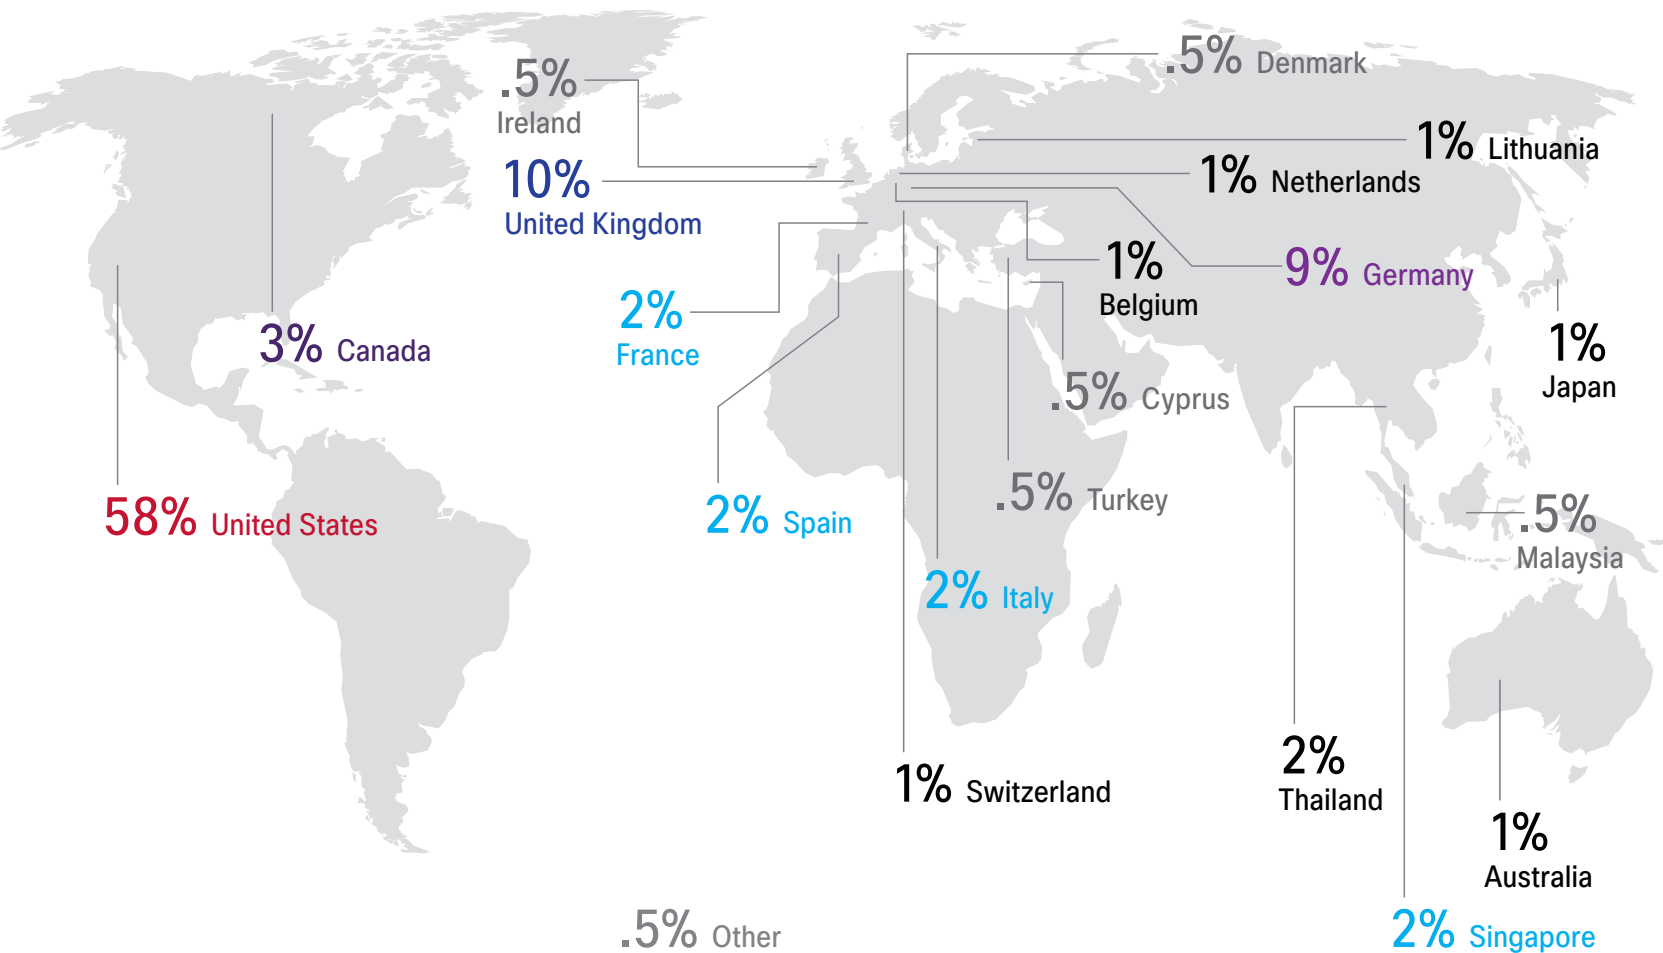 .5% Denmark
.5%
Ireland
1% Lithuania
10%
United Kingdom
1% Netherlands
1%
Belgium
9% Germany
2%
France
3% Canada
1%
Japan
.5% Cyprus
58% United States
2% Spain
.5% Turkey
.5%
Malaysia
2% Italy
1% Switzerland
2%
Thailand
1%
Australia
.5% Other
2% Singapore